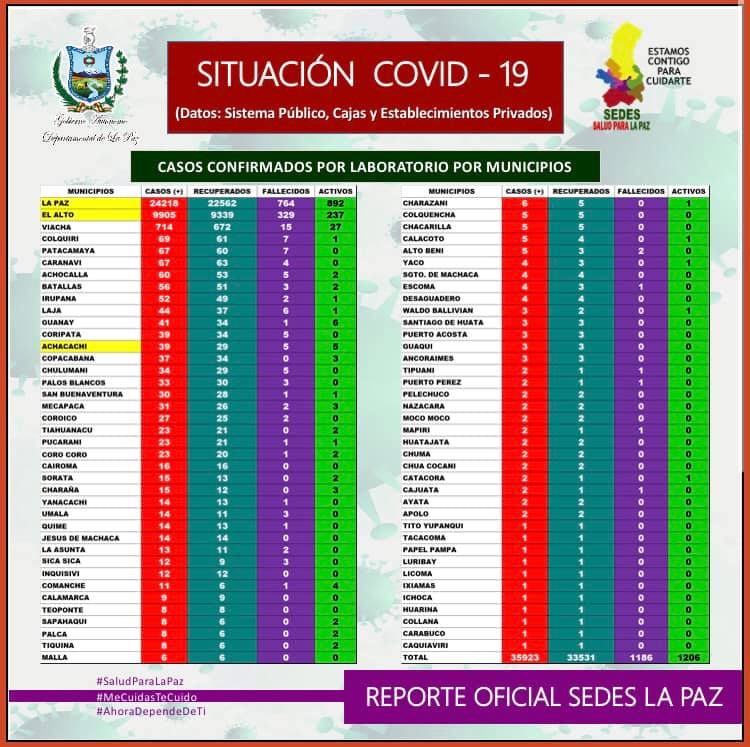 Gobierno Autónomo
Departamental de La Paz
SITUACIÓN COVID - 19
(Datos: Sistema Público, Cajas y Establecimientos Privados)
ESTAMOS
CONTIGO
PARA
CUIDARTE
SEDES
SALUD PARA LA PAZ
CASOS CONFIRMADOS POR LABORATORIO POR MUNICIPIOS
MUNICIPIOS CASOS (+) RECUPERADOS FALLECIDOS ACTIVOS
LA PAZ 24218 22562 764 892
EL ALTO 9905 9339 329 237
VIACHA 714 672 15 27
COLQUIRI 69 61 7 1
PATACAMAYA 67 60 7 0
CARANAVI 67 63 4 0
ACHOCALLA 60 53 5 2
BATALLAS 56 51 3 2
IRUPANA 52 49 2 1
LAJA 44 37 6 1
GUANAY 41 34 1 6
CORIPATA 39 34 5 0
ACHACACHI 39 29 5 5
COPACABANA 37 34 0 3
CHULUMANI 34 29 5 0
PALOS BLANCOS 33 30 3 0
SAN BUENAVENTURA 30 28 1 1
MECAPACA 31 26 2 3
COROICO 27 25 2 0
TIAHUANACU 23 21 0 2
PUCARANI 23 21 1 1
CORO CORO 23 20 1 2
CAIROMA 16 16 0 0
SORATA 15 13 0 2
CHARAÑA 15 12 0 3
YANACACHI 14 13 1 0
UMALA 14 11 3 0
QUIME 14 13 1 0
JESUS DE MACHACA 14 14 0 0
LA ASUNTA 13 11 2 0
SICA SICA 12 9 3 0
INQUISIVI 12 12 0 0
COMANCHE 11 6 1 4
CALAMARCA 9 9 0 0
TEOPONTE 8 8 0 0
SAPAHAQUI 8 6 0 2
PALCA 8 6 0 2
TIQUINA 8 6 0 2
MALLA 6 6 0 0
MUNICIPIOS CASOS (+) RECUPERADOS FALLECIDOS ACTIVOS
CHARAZANI 6 5 0 1
COLQUENCHA 5 5 0 0
CHACARILLA 5 5 0 0
CALACOTO 5 4 0 1
ALTO BENI 5 3 2 0
YACO 4 3 0 1
SGTO. DE MACHACA 4 4 0 0
ESCOMA 4 3 1 0
DESAGUADERO 4 4 0 0
WALDO BALLIVIAN 3 2 0 1
SANTIAGO DE HUATA 3 3 0 0
PUERTO ACOSTA 3 3 0 0
GUAQUI 3 3 0 0
ANCORAIMES 3 3 0 0
TIPUANI 2 1 1 0
PUERTO PEREZ 2 1 1 0
PELECHUCO 2 2 0 0
NAZACARA 2 2 0 0
MOCO MOCO 2 2 0 0
MAPIRI 2 1 1 0
HUATAJATA 2 2 0 0
CHUMA 2 2 0 0
CHUA COCANI 2 2 0 0
CATACORA 2 1 0 1
CAJUATA 2 1 1 0
AYATA 2 2 0 0
APOLO 2 2 0 0
TITO YUPANQUI 1 1 0 0
TACACOMA 1 1 0 0
PAPEL PAMPA 1 1 0 0
LURIBAY 1 1 0 0
LICOMA 1 1 0 0
IXIAMAS 1 1 0 0
ICHOCA 1 1 0 0
HUARINA 1 1 0 0
COLLANA 1 1 0 0
CARABUCO 1 1 0 0
CAQUIAVIRI 1 1 0 0
TOTAL 35923 33531 1186 1206
#SaludParaLaPaz
#MeCuidasTeCuido
#AhoraDependeDeTi
REPORTE OFICIAL SEDES LA PAZ